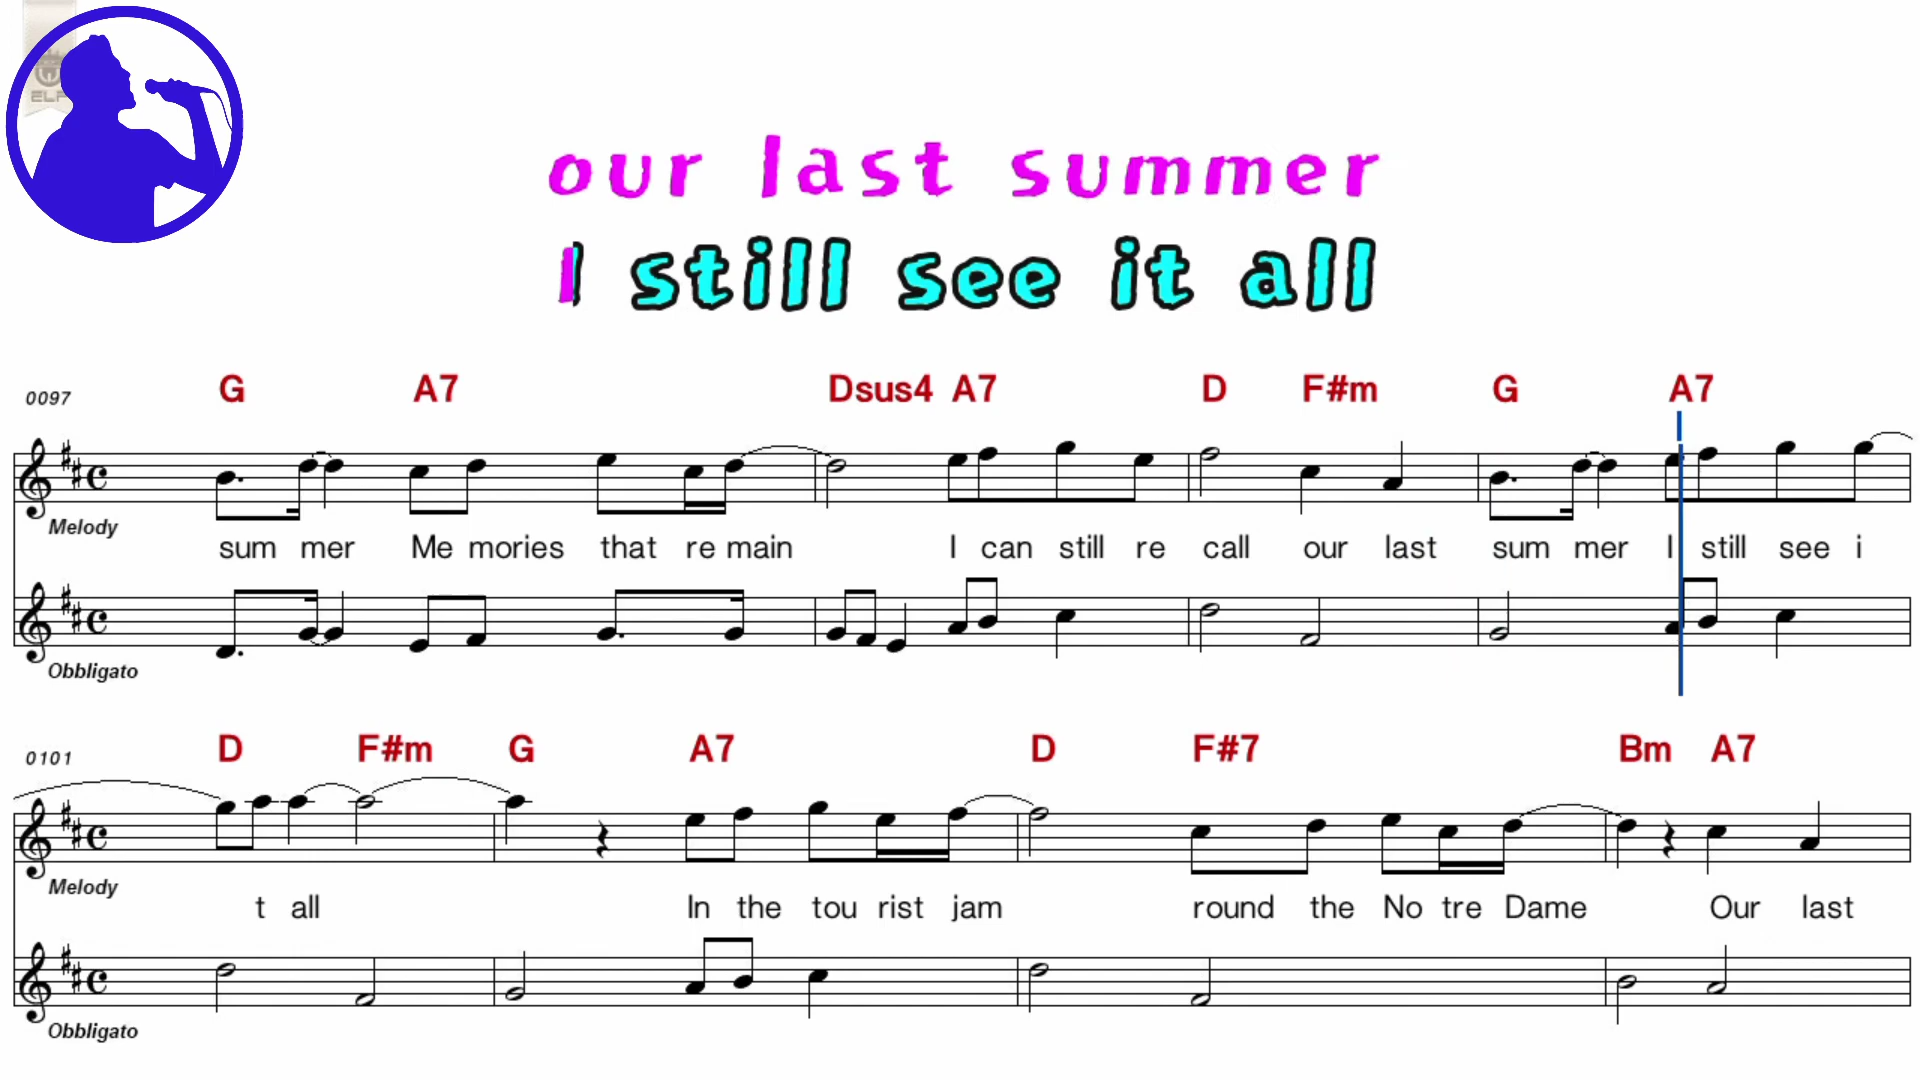 ELF
our last summer
I still see it all
0097 G A7 Dsus4 A7 D F#m G A7
Melody
sum mer Me mories that re main I can still re call our last sum mer I still see i
Obbligato
0101 D F#m G A7 D F#7 Bm A7
Melody
t all In the tou rist jam round the No tre Dame Our last
Obbligato